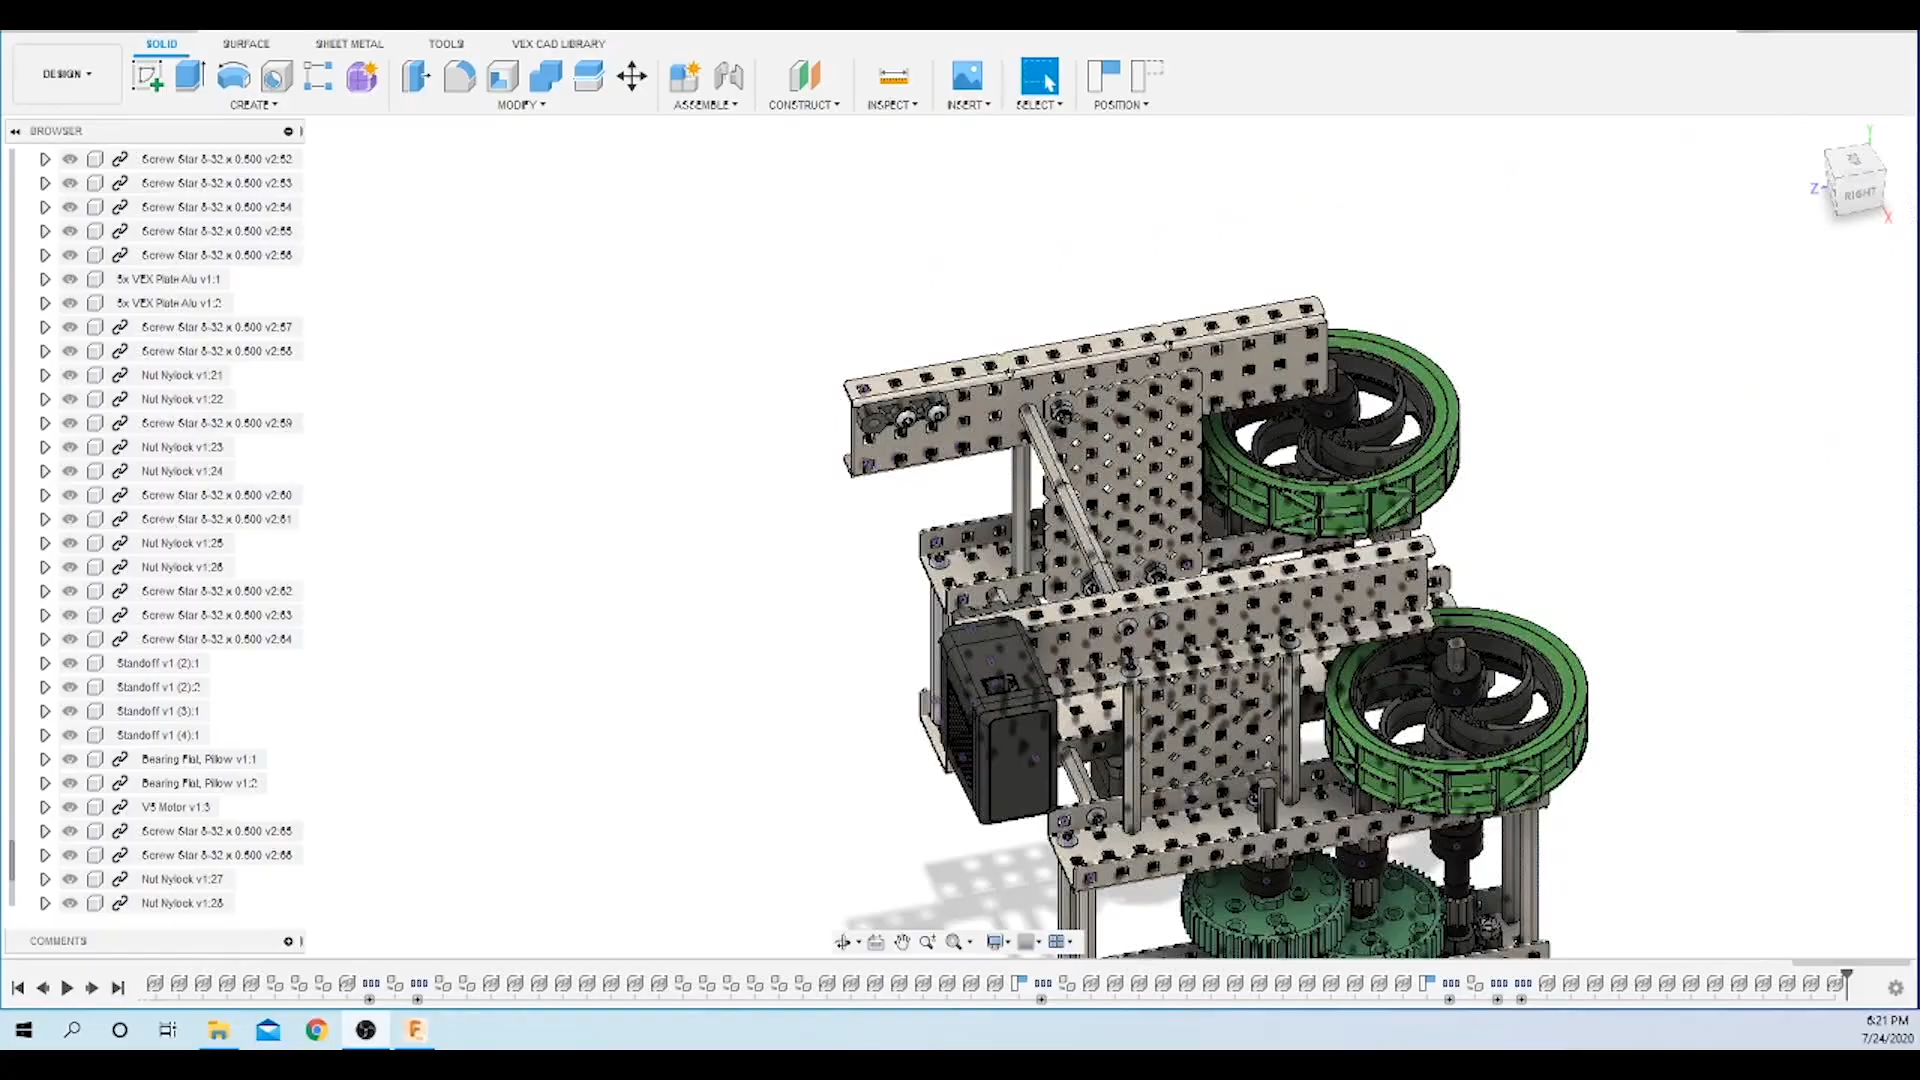 SOLID
SURFACE
SHEET METAL
TOOLS
VEX CAD LIBRARY
DESIGN
CREATE
MODIFY
ASSEMBLE
CONSTRUCT
INSPECT
INSERT
SELECT
POSITION
BROWSER
Screw Star 8-32 x 0.500 v2:52
Screw Star 8-32 x 0.500 v2:53
Screw Star 8-32 x 0.500 v2:54
Screw Star 8-32 x 0.500 v2:55
Screw Star 8-32 x 0.500 v2:56
5x VEX Plate Alu v1:1
5x VEX Plate Alu v1:2
Screw Star 8-32 x 0.500 v2:57
Screw Star 8-32 x 0.500 v2:58
Nut Nylock v1:21
Nut Nylock v1:22
Screw Star 8-32 x 0.500 v2:59
Nut Nylock v1:23
Nut Nylock v1:24
Screw Star 8-32 x 0.500 v2:60
Screw Star 8-32 x 0.500 v2:61
Nut Nylock v1:25
Nut Nylock v1:26
Screw Star 8-32 x 0.500 v2:62
Screw Star 8-32 x 0.500 v2:63
Screw Star 8-32 x 0.500 v2:64
Standoff v1 (2):1
Standoff v1 (2):2
Standoff v1 (3):1
Standoff v1 (4):1
Bearing Flat, Pillow v1:1
Bearing Flat, Pillow v1:2
V5 Motor v1:3
Screw Star 8-32 x 0.500 v2:65
Screw Star 8-32 x 0.500 v2:66
Nut Nylock v1:27
Nut Nylock v1:28
COMMENTS
Y
Z
RIGHT
X
6:21 PM
7/24/2020